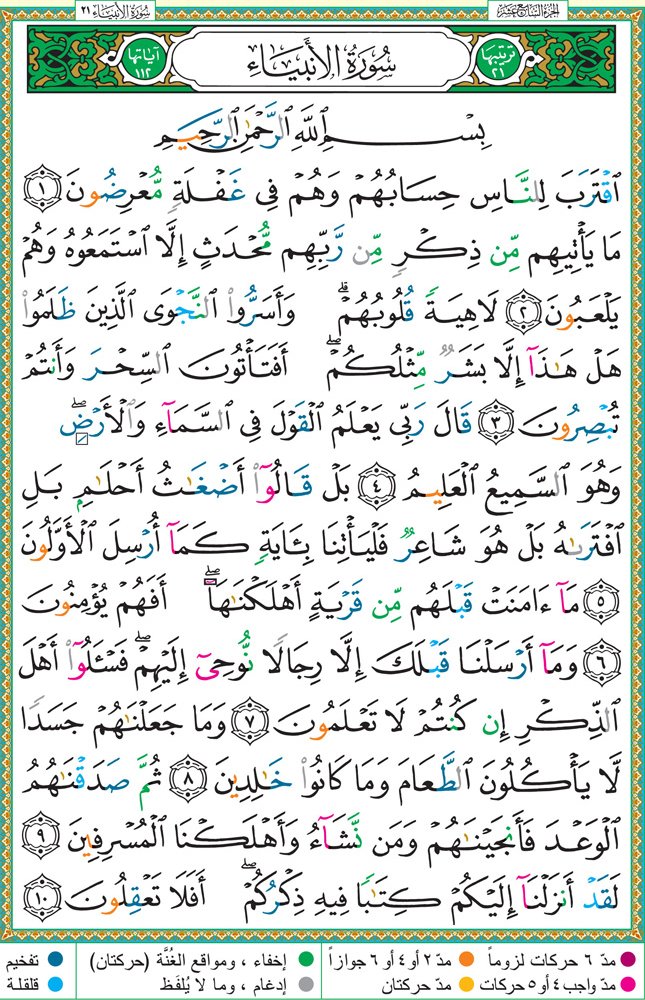 الجزء السابع عشر
سُورَةُ الأَنبيَاء ٢١
ترتيبها ٢١
سُورَةُ الأَنبيَاءِ
آياتها ١١٢
بِسْمِ ٱللَّهِ ٱلرَّحْمَٰنِ ٱلرَّحِيمِ
ٱقْتَرَبَ لِلنَّاسِ حِسَابُهُمْ وَهُمْ فِى غَفْلَةٍ مُّعْرِضُونَ ١
مَا يَأْتِيهِم مِّن ذِكْرٍ مِّن رَّبِّهِم مُّحْدَثٍ إِلَّا ٱسْتَمَعُوهُ وَهُمْ
يَلْعَبُونَ ٢ لَاهِيَةً قُلُوبُهُمْ ۗ وَأَسَرُّوا۟ ٱلنَّجْوَى ٱلَّذِينَ ظَلَمُوا۟
هَلْ هَٰذَآ إِلَّا بَشَرٌ مِّثْلُكُمْ ۖ أَفَتَأْتُونَ ٱلسِّحْرَ وَأَنتُمْ
تُبْصِرُونَ ٣ قَالَ رَبِّى يَعْلَمُ ٱلْقَوْلَ فِى ٱلسَّمَآءِ وَٱلْأَرْضِ ۖ
وَهُوَ ٱلسَّمِيعُ ٱلْعَلِيمُ ٤ بَلْ قَالُوٓا۟ أَضْغَٰثُ أَحْلَٰمٍۭ بَلِ
ٱفْتَرَىٰهُ بَلْ هُوَ شَاعِرٌ فَلْيَأْتِنَا بِـَٔايَةٍ كَمَآ أُرْسِلَ ٱلْأَوَّلُونَ
٥ مَآ ءَامَنَتْ قَبْلَهُم مِّن قَرْيَةٍ أَهْلَكْنَٰهَآ ۖ أَفَهُمْ يُؤْمِنُونَ
٦ وَمَآ أَرْسَلْنَا قَبْلَكَ إِلَّا رِجَالًا نُّوحِىٓ إِلَيْهِمْ ۖ فَسْـَٔلُوٓا۟ أَهْلَ
ٱلذِّكْرِ إِن كُنتُمْ لَا تَعْلَمُونَ ٧ وَمَا جَعَلْنَٰهُمْ جَسَدًا
لَّا يَأْكُلُونَ ٱلطَّعَامَ وَمَا كَانُوا۟ خَٰلِدِينَ ٨ ثُمَّ صَدَقْنَٰهُمُ
ٱلْوَعْدَ فَأَنجَيْنَٰهُمْ وَمَن نَّشَآءُ وَأَهْلَكْنَا ٱلْمُسْرِفِينَ ٩
لَقَدْ أَنزَلْنَآ إِلَيْكُمْ كِتَٰبًا فِيهِ ذِكْرُكُمْ ۖ أَفَلَا تَعْقِلُونَ ١٠
مدّ ٦ حركات لزوماً
مدّ ٢ أو ٤ أو ٦ جوازاً
إخفاء ، ومواقع الغُنَّة (حركتان)
تفخيم
مدّ واجب ٤ أو ٥ حركات
مدّ حركتان
إدغام ، وما لا يُلفَظ
قلقلة